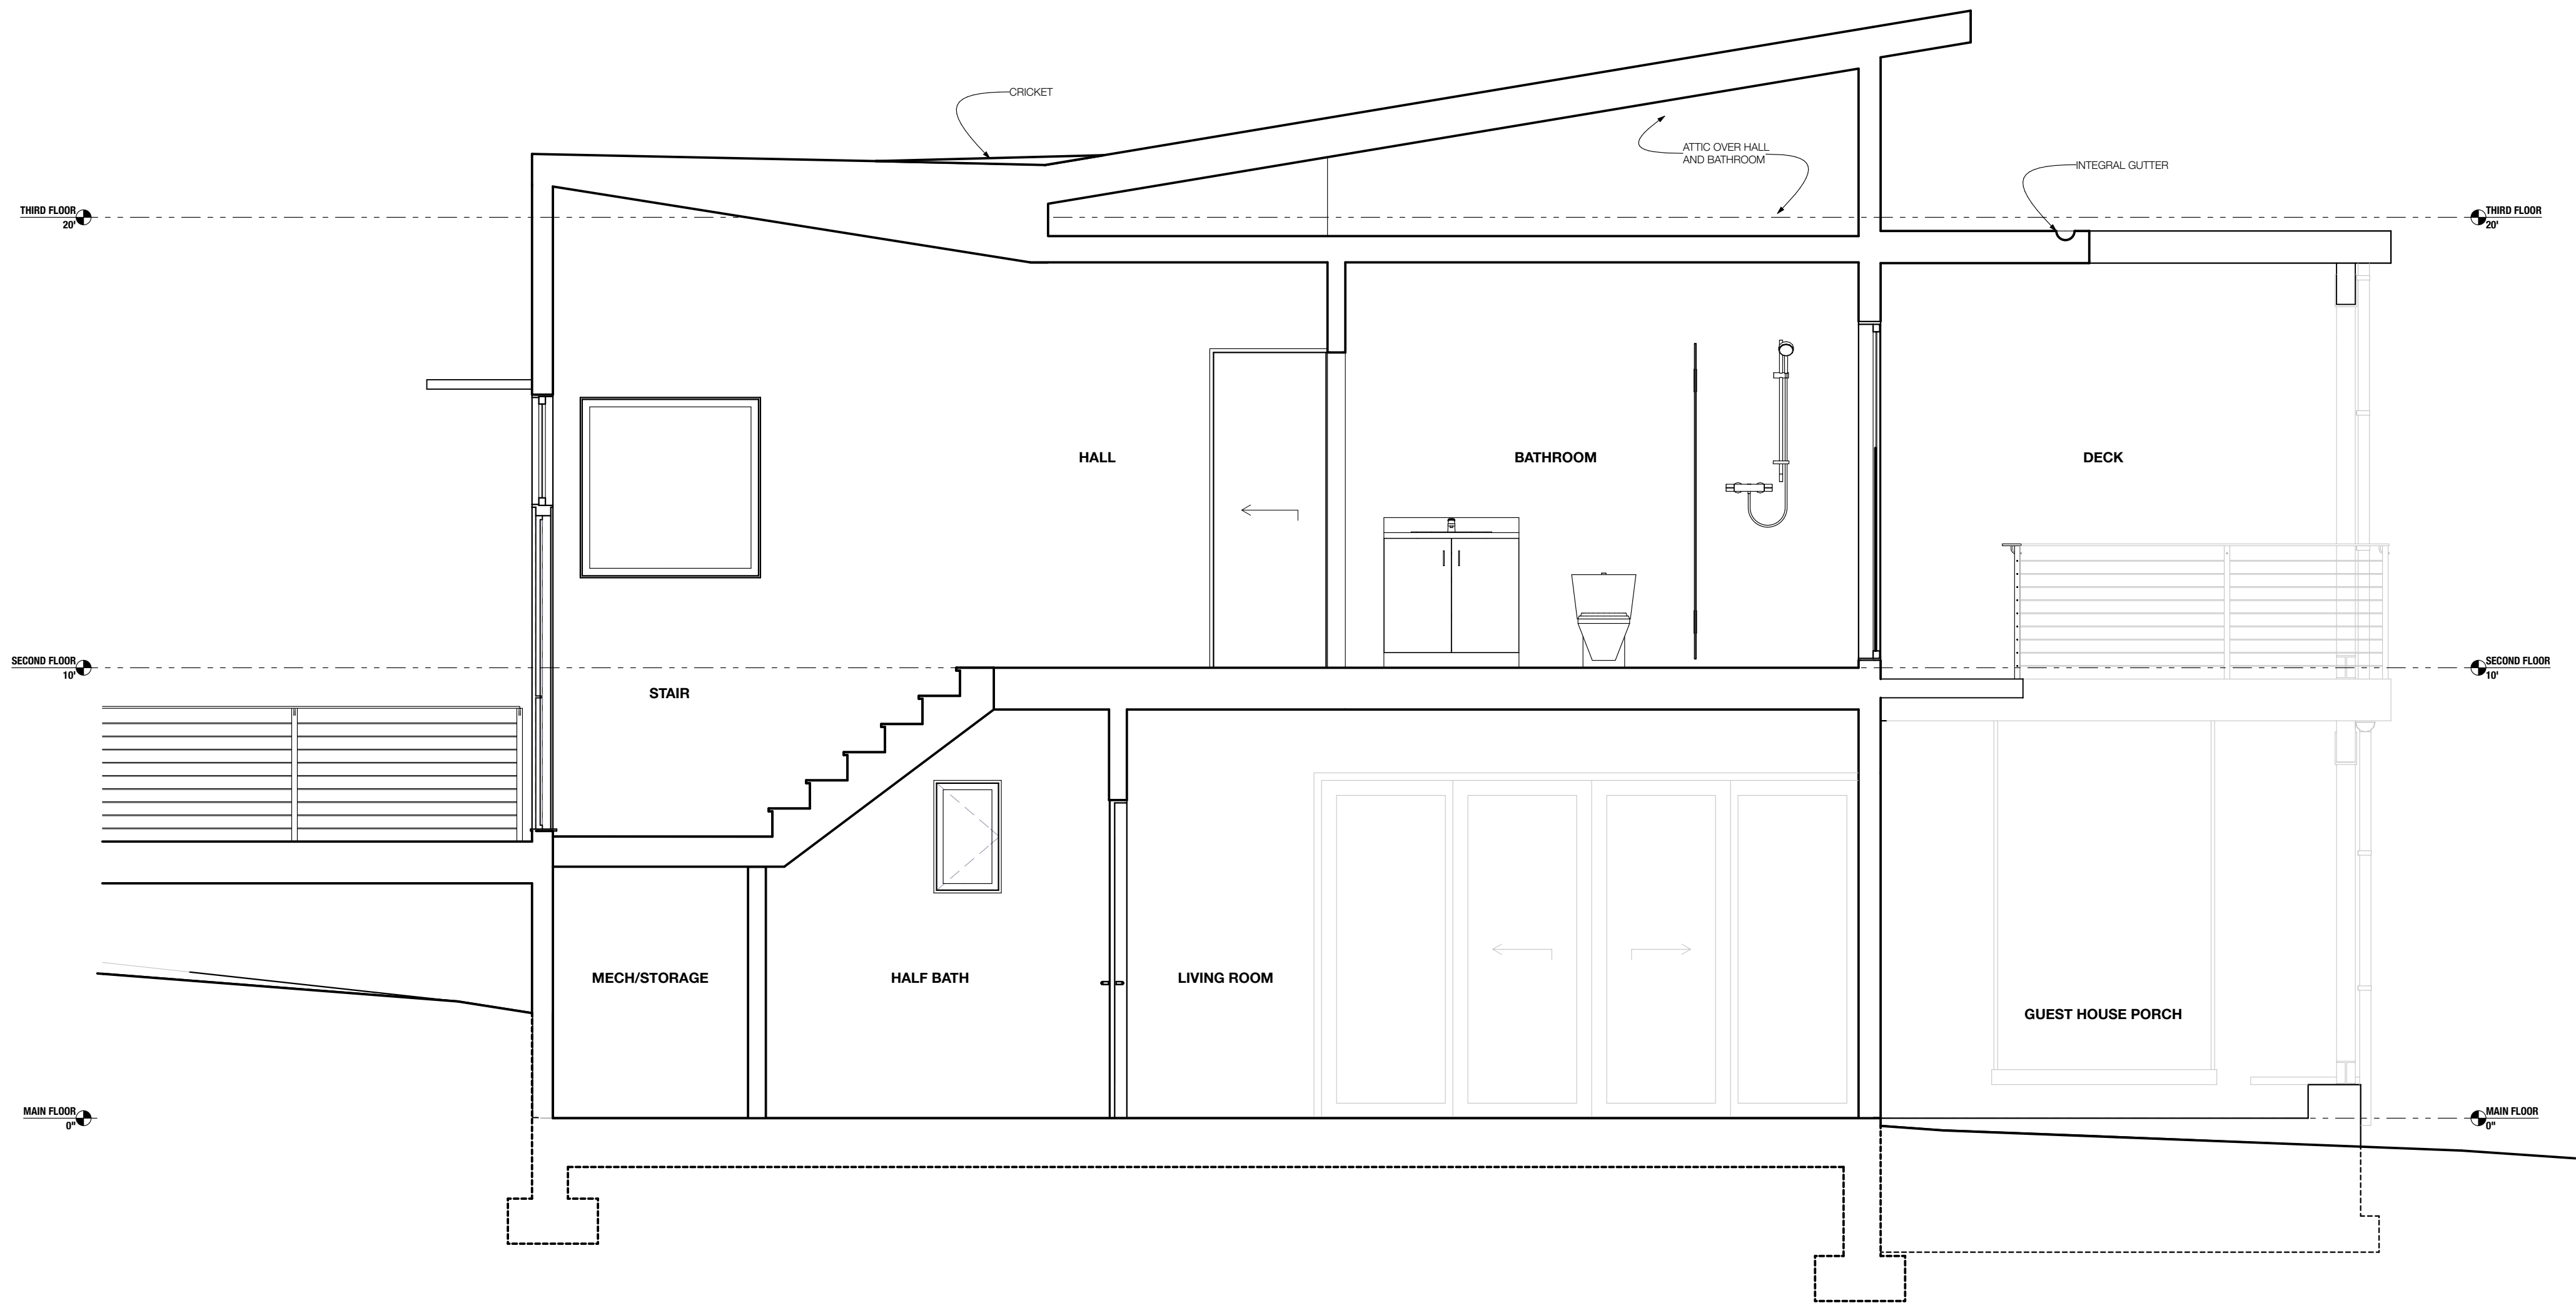 CRICKET
ATTIC OVER HALL
AND BATHROOM
INTEGRAL GUTTER
THIRD FLOOR
20'
THIRD FLOOR
20'
HALL
BATHROOM
DECK
SECOND FLOOR
10'
SECOND FLOOR
10'
STAIR
MECH/STORAGE
HALF BATH
LIVING ROOM
GUEST HOUSE PORCH
MAIN FLOOR
0"
MAIN FLOOR
0"